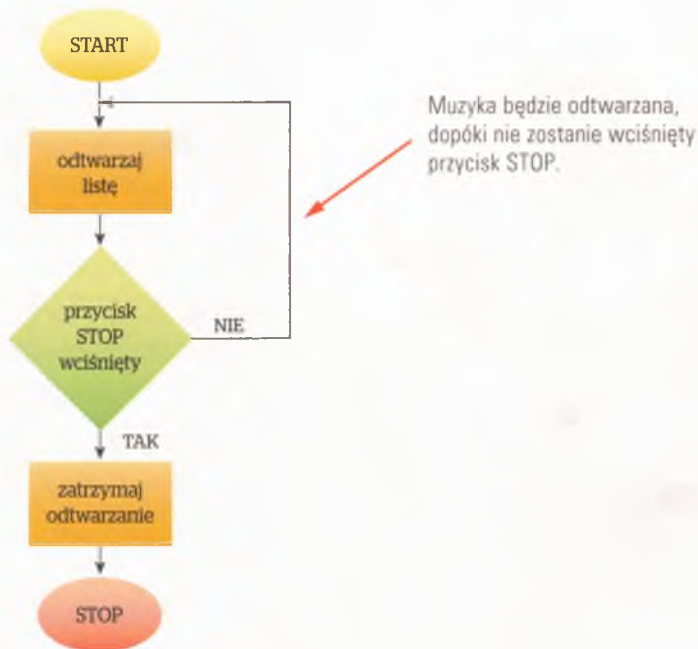 START
Muzyka będzie odtwarzana,
dopóki nie zostanie wciśnięty
przycisk STOP.
odtwarzaj
listę
przycisk
STOP
wciśnięty
NIE
TAK
zatrzymaj
odtwarzanie
STOP